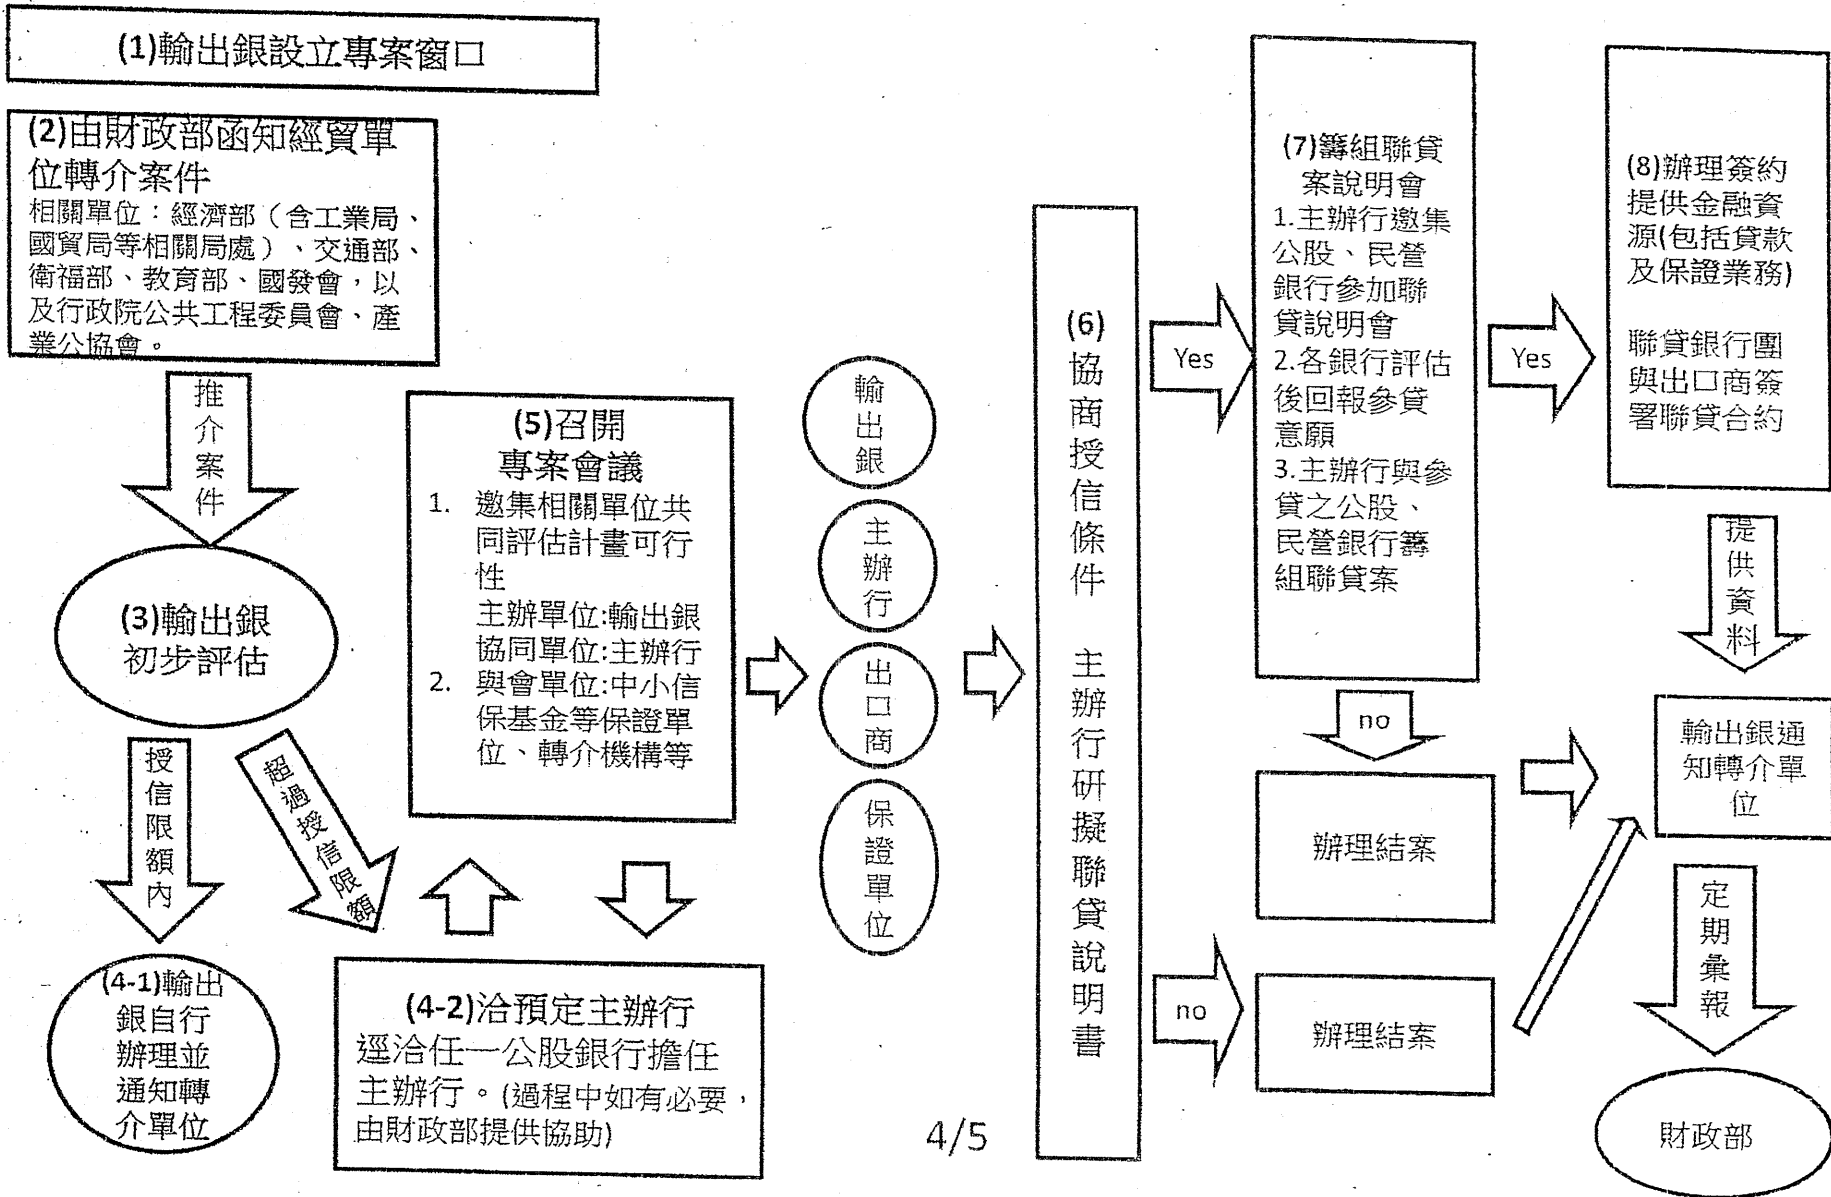 (1)輸出銀設立專案窗口
(2)由財政部函知經貿單
位轉介案件
相關單位：經濟部（含工業局、
國貿局等相關局處）、交通部、
衛福部、教育部、國發會，以
及行政院公共工程委員會、產
業公協會。
推介案件
(3)輸出銀
初步評估
授信限額內
超過授信限額
(4-1)輸出
銀自行
辦理並
通知轉
介單位
(4-2)洽預定主辦行
逕洽任一公股銀行擔任
主辦行。(過程中如有必要，
由財政部提供協助)
(5)召開
專案會議
1. 邀集相關單位共
同評估計畫可行
性
主辦單位:輸出銀
協同單位:主辦行
2. 與會單位:中小信
保基金等保證單
位、轉介機構等
輸出銀
主辦行
出口商
保證單位
(6)
協商授信條件 主辦行研擬聯貸說明書
Yes
no
(7)籌組聯貸
案說明會
1.主辦行邀集
公股、民營
銀行參加聯
貸說明會
2.各銀行評估
後回報參貸
意願
3.主辦行與參
貸之公股、
民營銀行籌
組聯貸案
Yes
no
辦理結案
辦理結案
(8)辦理簽約
提供金融資
源(包括貸款
及保證業務)
聯貸銀行團
與出口商簽
署聯貸合約
提供資料
輸出銀通
知轉介單
位
定期彙報
財政部
4/5